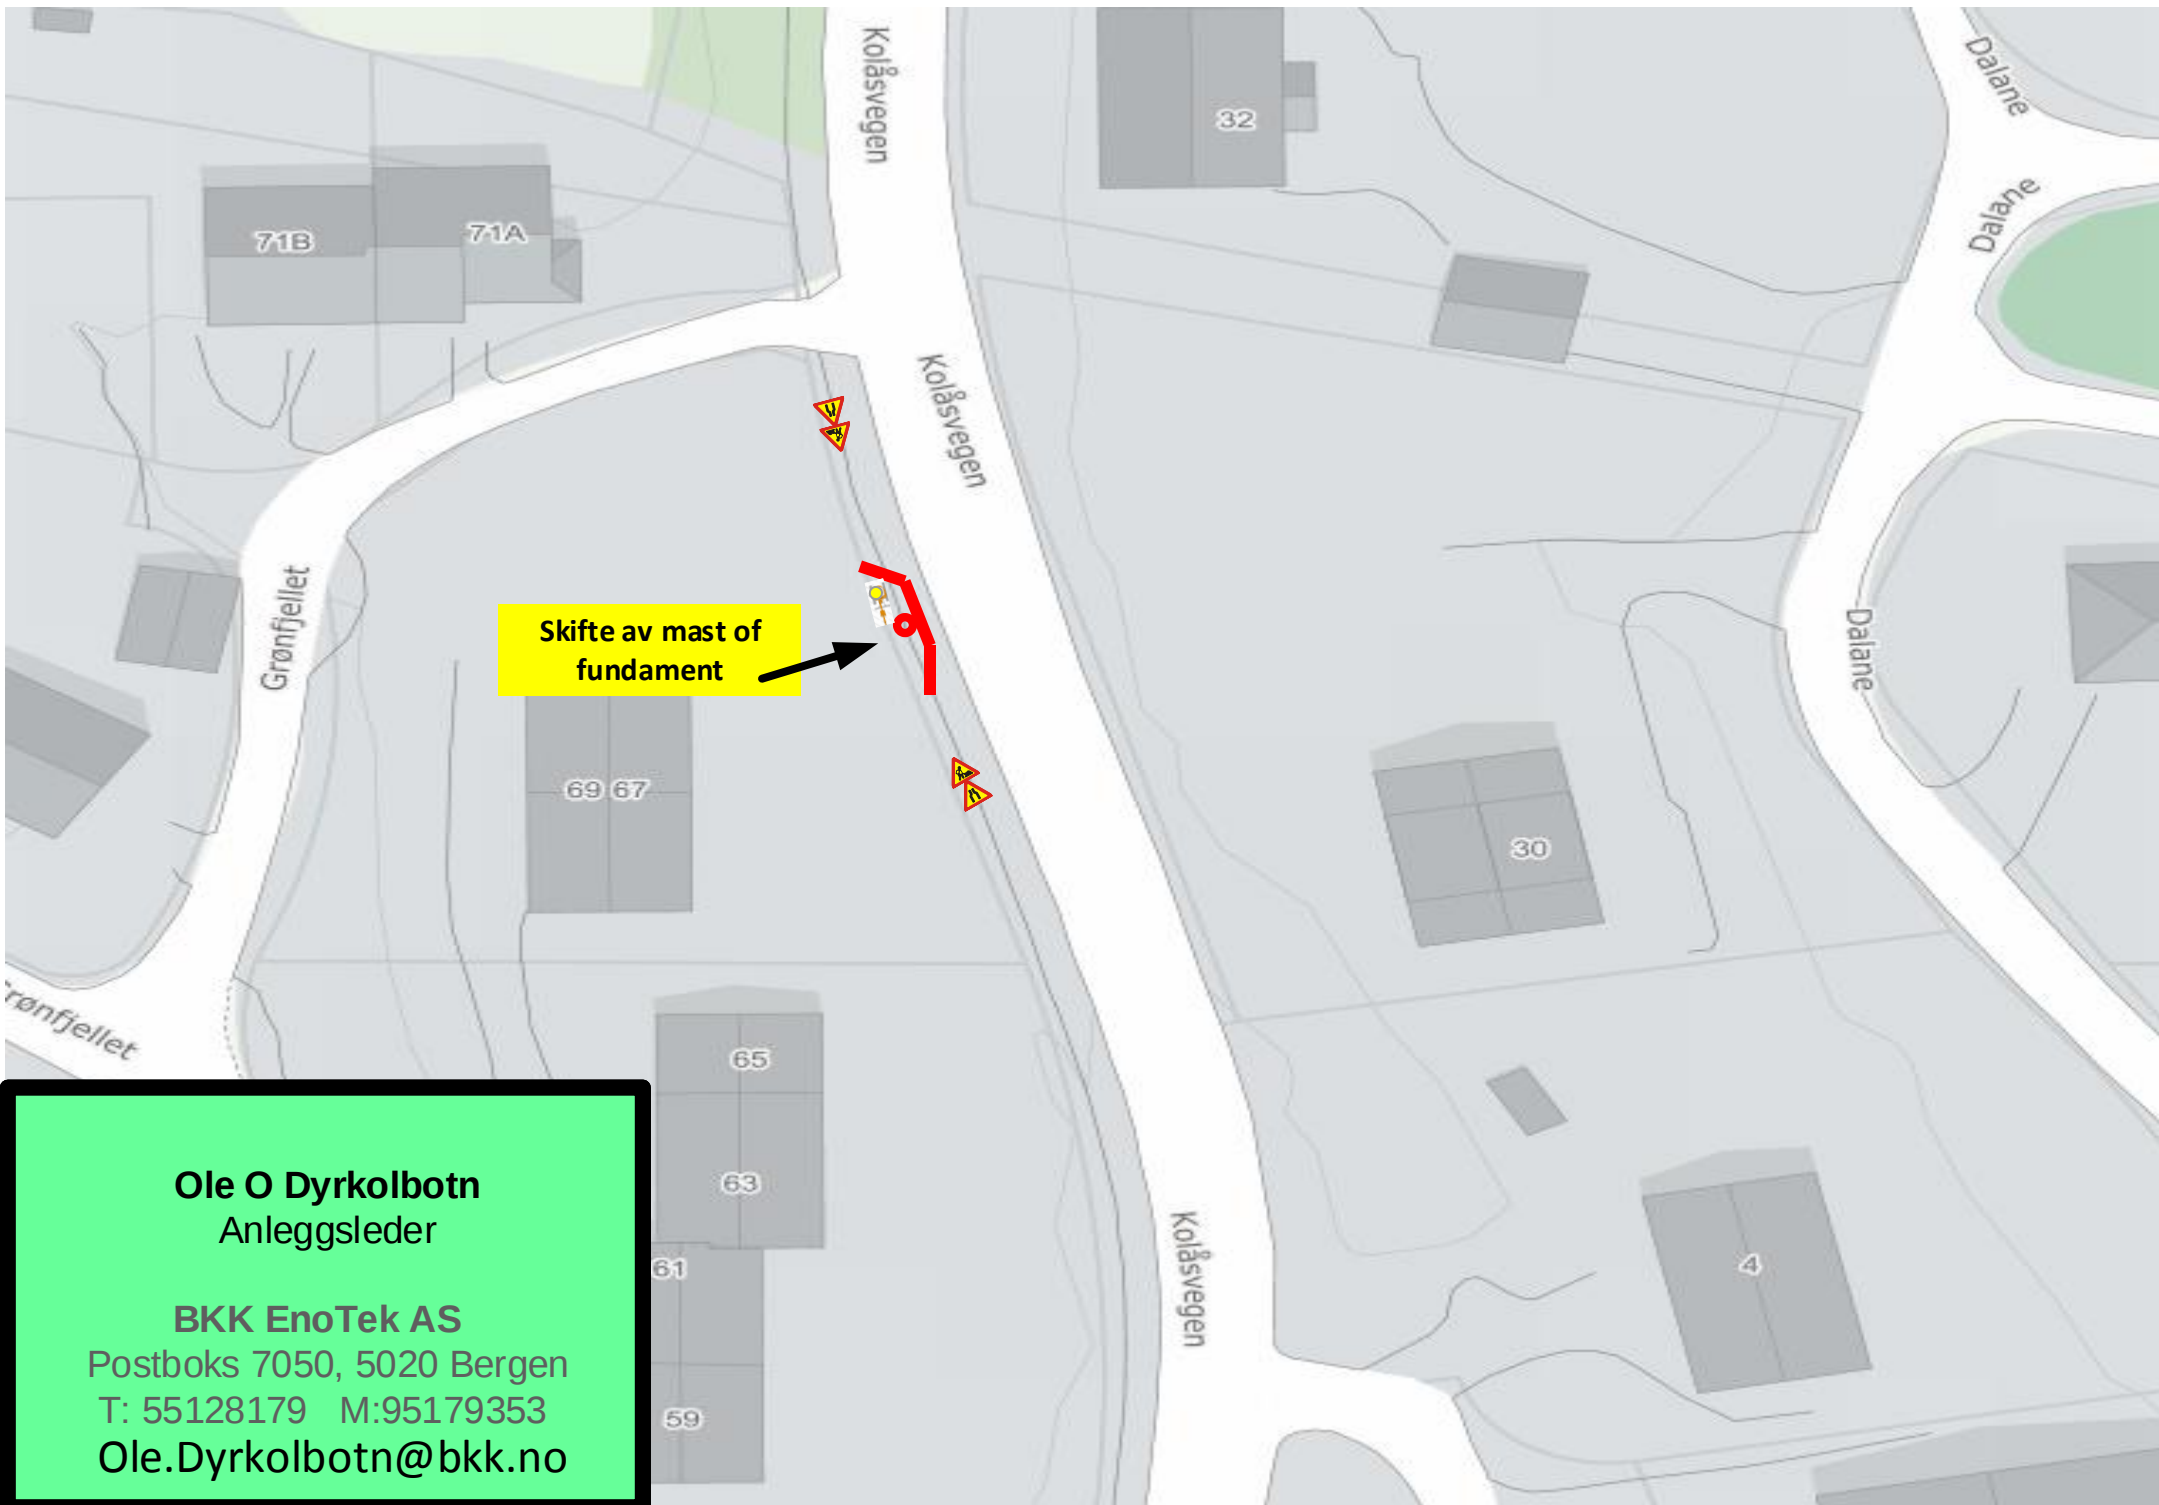 Kolåsvegen
Dalane
32
Dalane
71B
71A
Kolåsvegen
Grønfjellet
Skifte av mast of
fundament
Dalane
69 67
30
rønfjellet
65
63
Kolåsvegen
61
4
59
Ole O Dyrkolbotn
Anleggsleder
BKK EnoTek AS
Postboks 7050, 5020 Bergen
T: 55128179 M:95179353
Ole.Dyrkolbotn@bkk.no